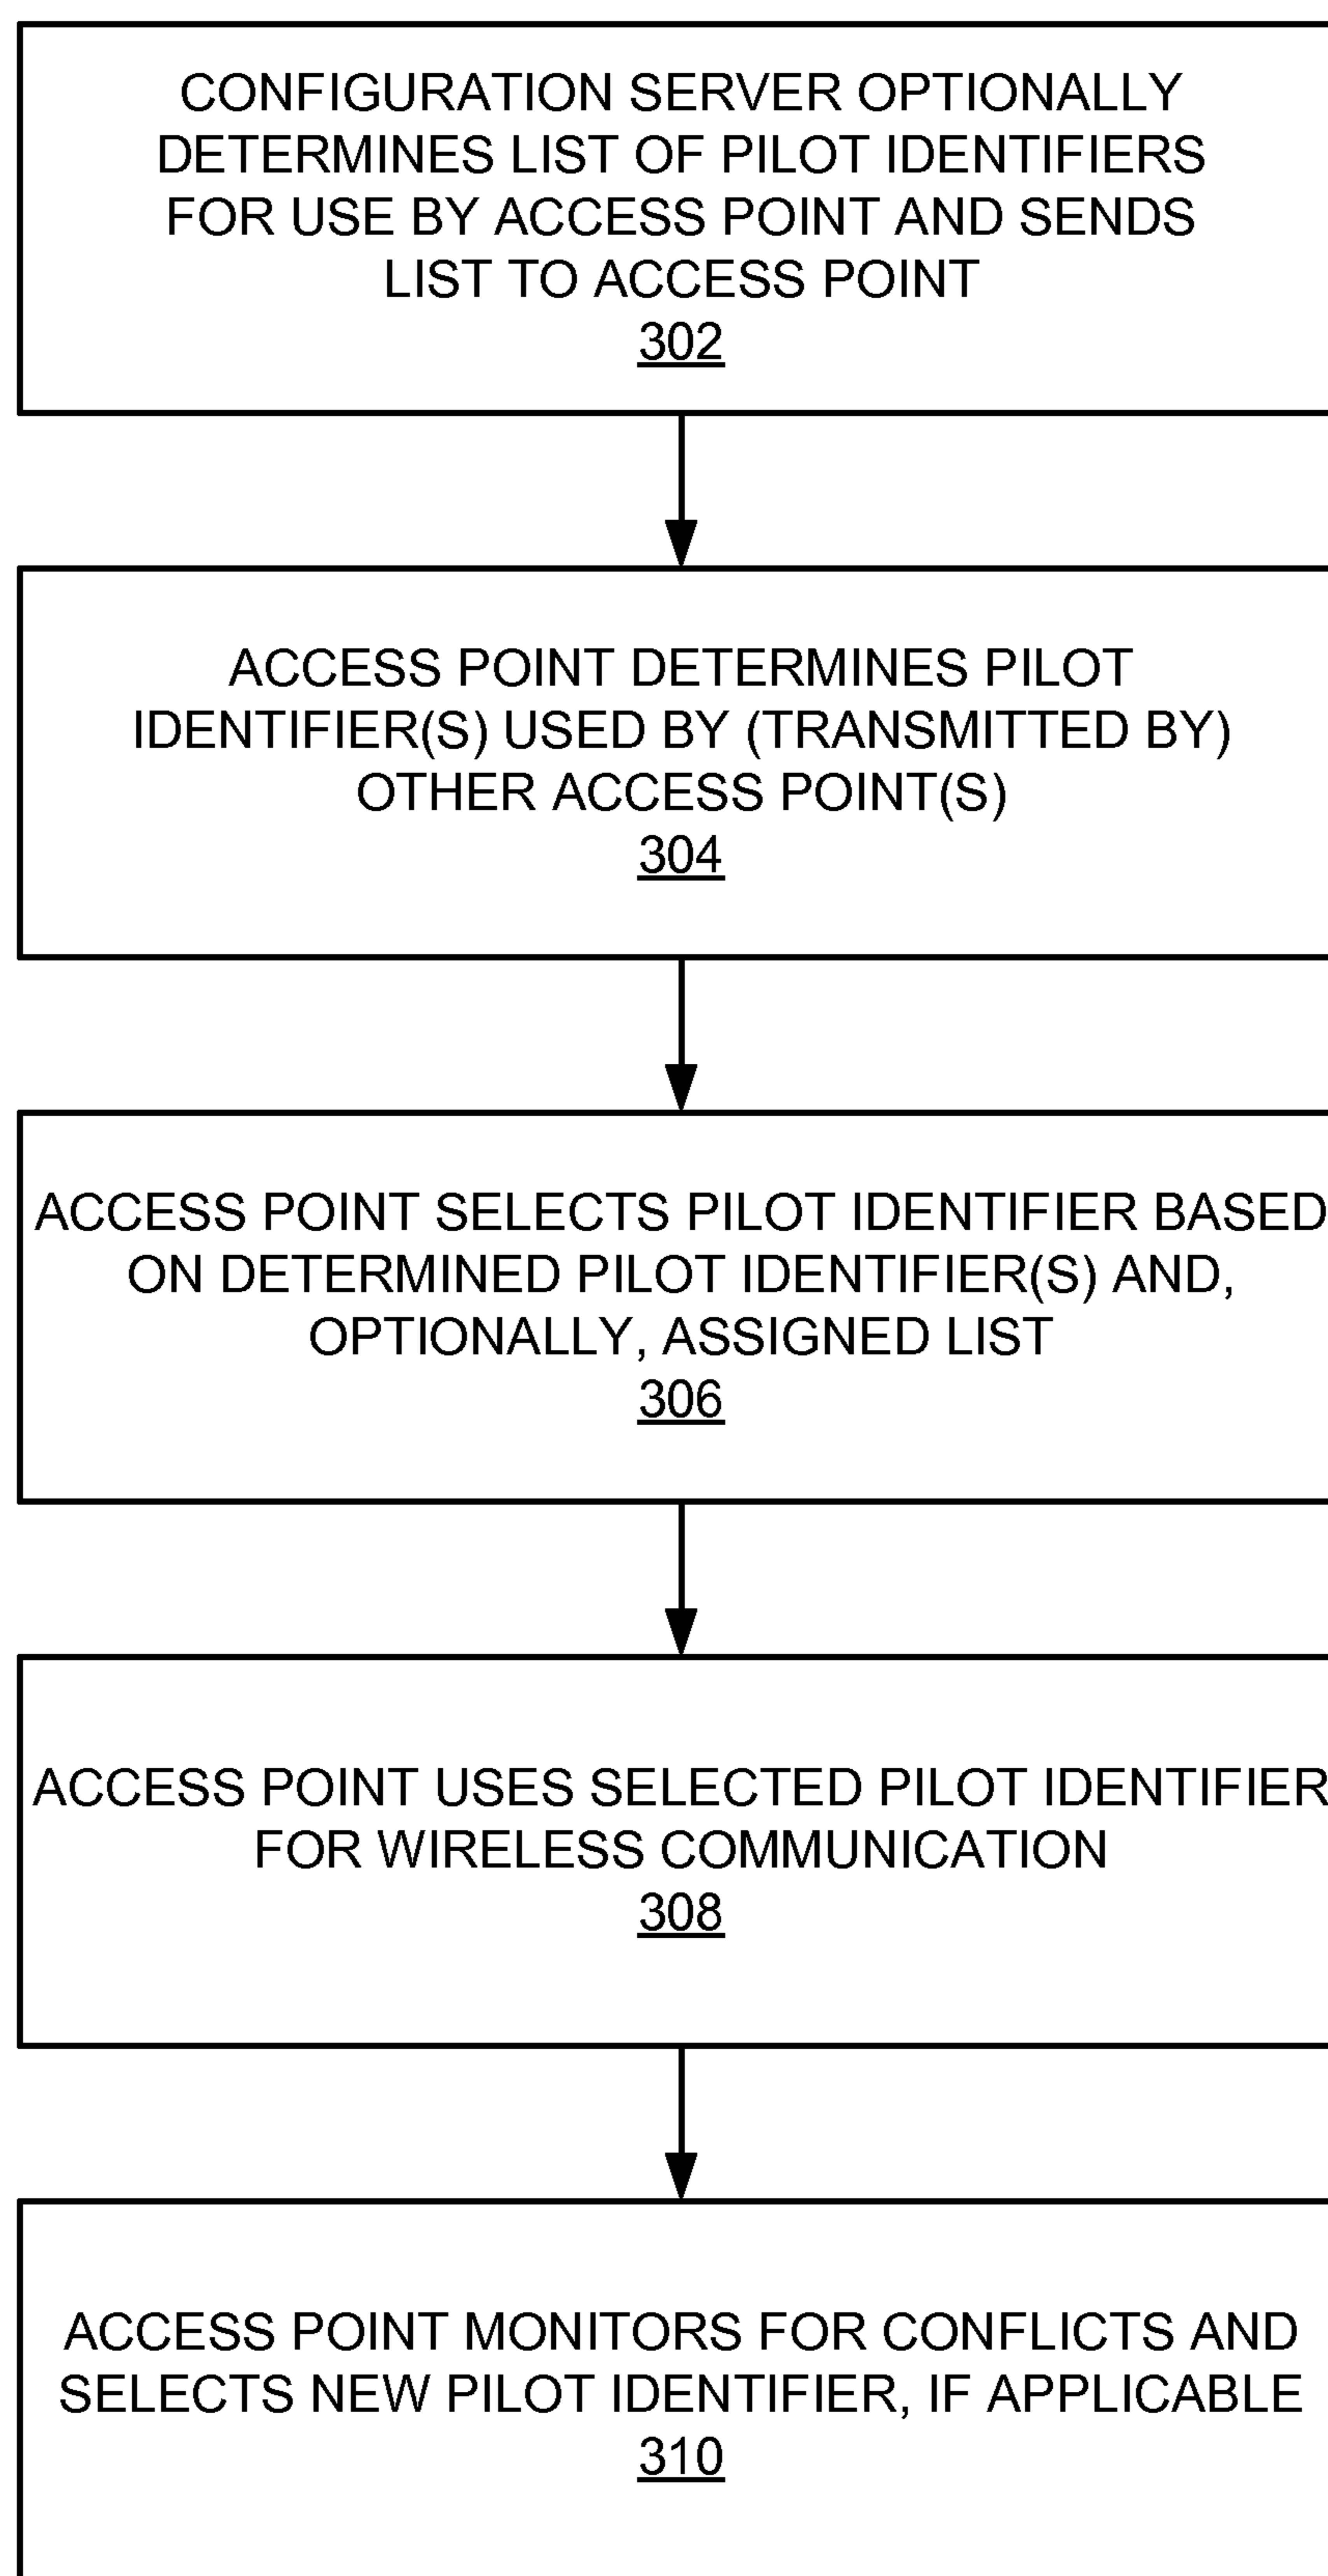 CONFIGURATION SERVER OPTIONALLY
DETERMINES LIST OF PILOT IDENTIFIERS
FOR USE BY ACCESS POINT AND SENDS
LIST TO ACCESS POINT
302
ACCESS POINT DETERMINES PILOT
IDENTIFIER(S) USED BY (TRANSMITTED BY)
OTHER ACCESS POINT(S)
304
ACCESS POINT SELECTS PILOT IDENTIFIER BASED
ON DETERMINED PILOT IDENTIFIER(S) AND,
OPTIONALLY, ASSIGNED LIST
306
ACCESS POINT USES SELECTED PILOT IDENTIFIER
FOR WIRELESS COMMUNICATION
308
ACCESS POINT MONITORS FOR CONFLICTS AND
SELECTS NEW PILOT IDENTIFIER, IF APPLICABLE
310